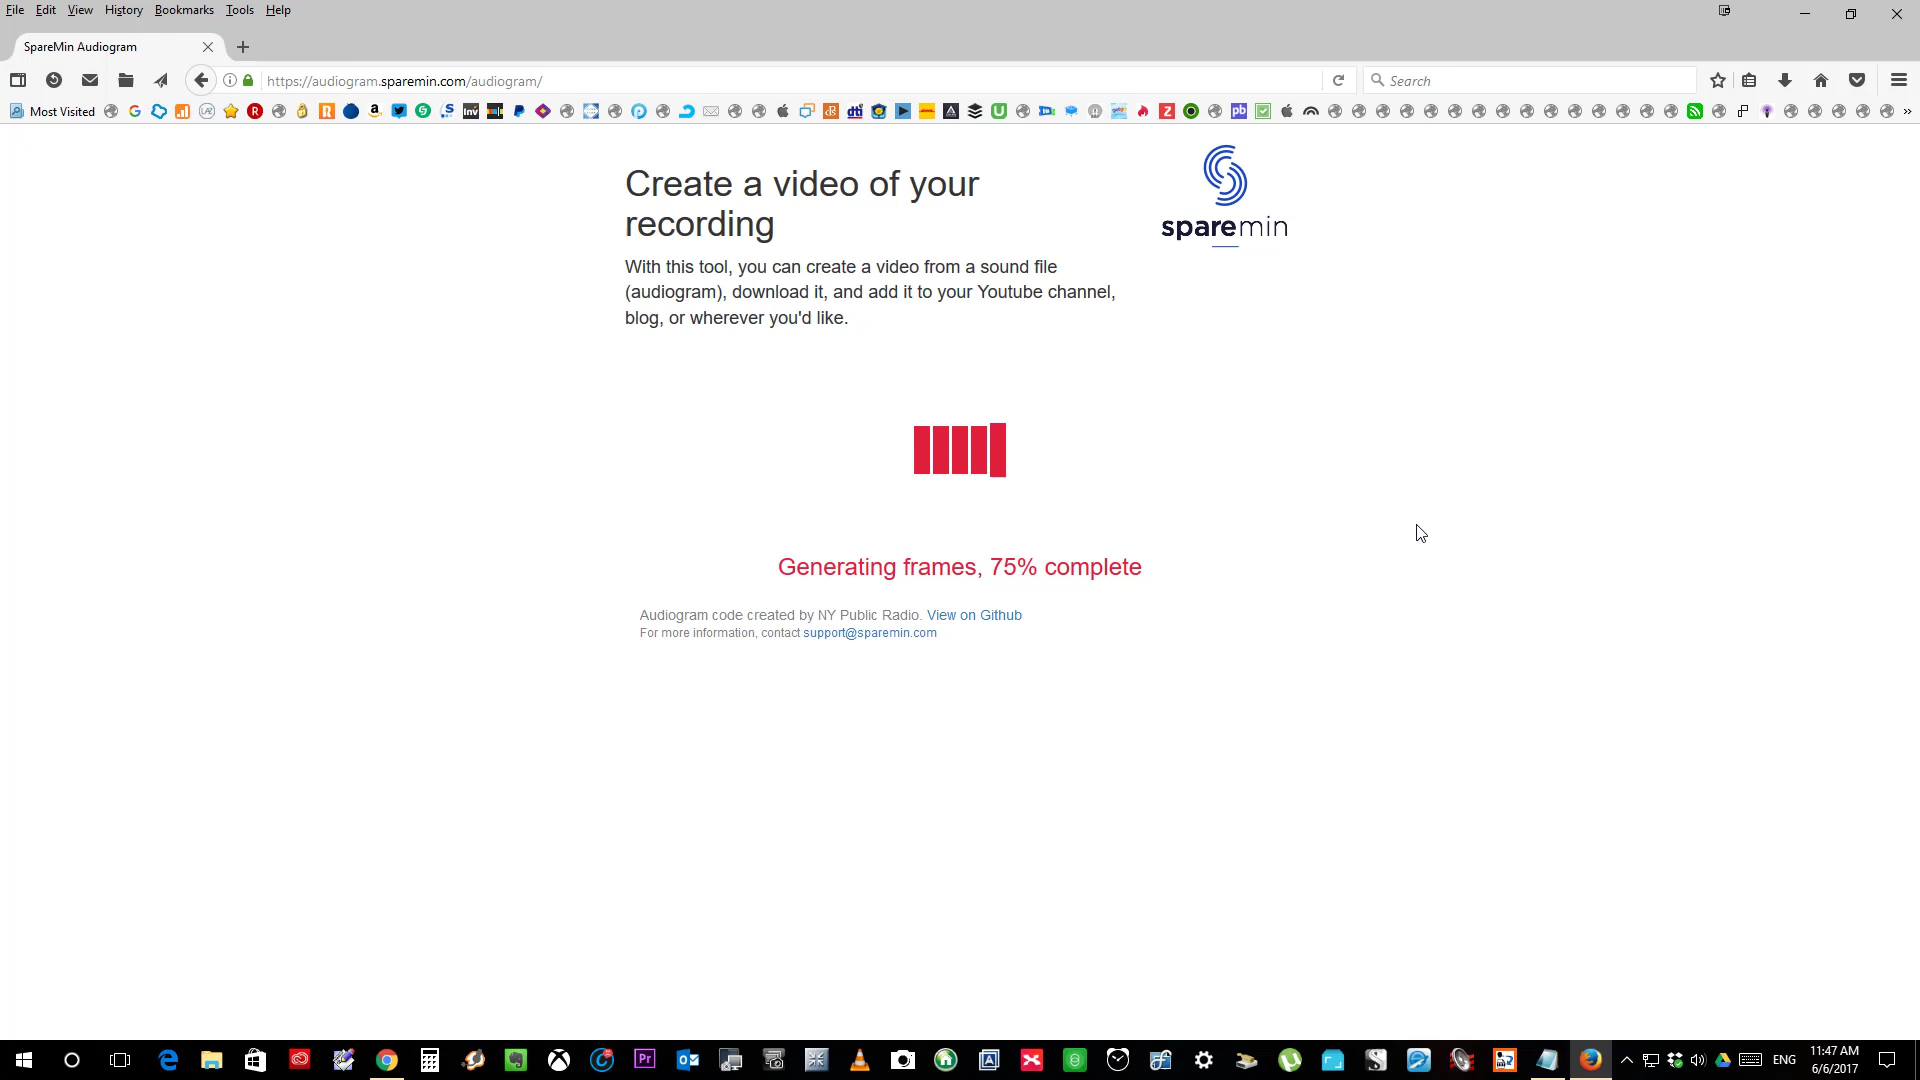 File Edit View History Bookmarks Tools Help
SpareMin Audiogram
https://audiogram.sparemin.com/audiogram/
Search
Most Visited
Create a video of your
recording
sparemin
With this tool, you can create a video from a sound file
(audiogram), download it, and add it to your Youtube channel,
blog, or wherever you'd like.
Generating frames, 75% complete
Audiogram code created by NY Public Radio. View on Github
For more information, contact support@sparemin.com
ENG
11:47 AM
6/6/2017